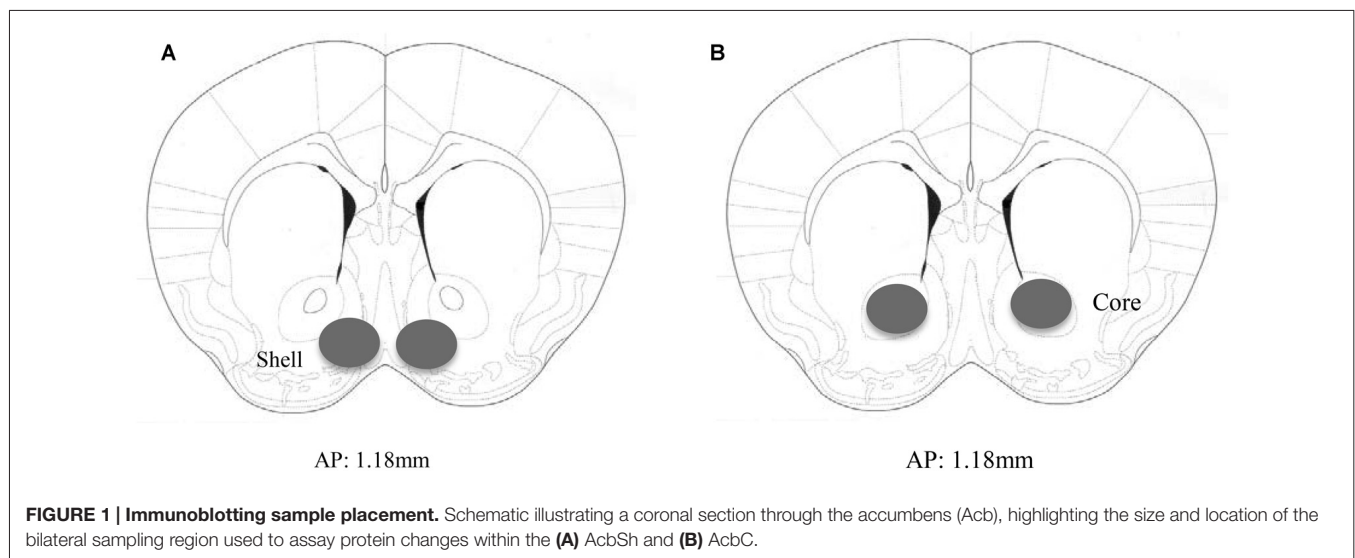 A
B
Shell
Core
AP: 1.18mm
AP: 1.18mm
FIGURE 1 | Immunoblotting sample placement. Schematic illustrating a coronal section through the accumbens (Acb), highlighting the size and location of the
bilateral sampling region used to assay protein changes within the (A) AcbSh and (B) AcbC.